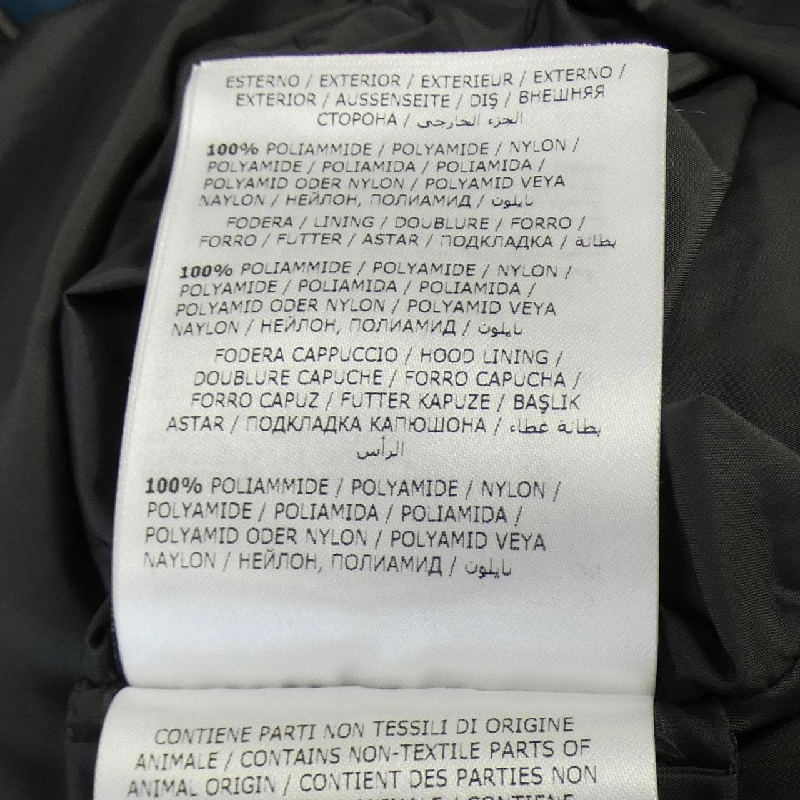 ESTERNO / EXTERIOR / EXTERIEUR / EXTERNO /
EXTERIOR / AUSSENSEITE / DIŞ / ВНЕШНЯЯ
СТОРОНА / الجزء الخارجى
100% POLIAMMIDE / POLYAMIDE / NYLON /
POLYAMIDE / POLIAMIDA / POLIAMIDA /
POLYAMID ODER NYLON / POLYAMID VEYA
NAYLON / НЕЙЛОН, ПОЛИАМИД / نايلون
FODERA / LINING / DOUBLURE / FORRO /
FORRO / FUTTER / ASTAR / ПОДКЛАДКА / بطانة
100% POLIAMMIDE / POLYAMIDE / NYLON /
POLYAMIDE / POLIAMIDA / POLIAMIDA /
POLYAMID ODER NYLON / POLYAMID VEYA
NAYLON / НЕЙЛОН, ПОЛИАМИД / نايلون
FODERA CAPPUCCIO / HOOD LINING /
DOUBLURE CAPUCHE / FORRO CAPUCHA /
FORRO CAPUZ / FUTTER KAPUZE / BAŞLIK
ASTAR / ПОДКЛАДКА КАПЮШОНА / بطانة غطاء
الرأس
100% POLIAMMIDE / POLYAMIDE / NYLON /
POLYAMIDE / POLIAMIDA / POLIAMIDA /
POLYAMID ODER NYLON / POLYAMID VEYA
NAYLON / НЕЙЛОН, ПОЛИАМИД / نايلون
CONTIENE PARTI NON TESSILI DI ORIGINE
ANIMALE / CONTAINS NON-TEXTILE PARTS OF
ANIMAL ORIGIN / CONTIENT DES PARTIES NON